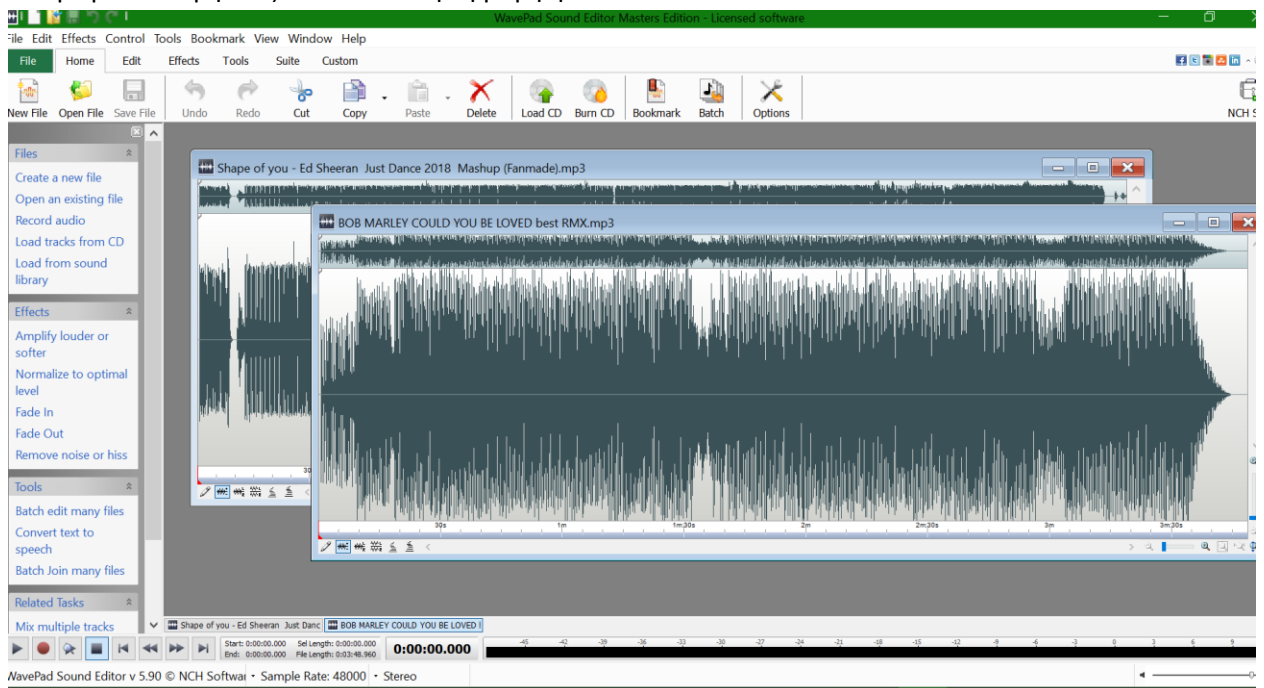 WavePad Sound Editor Masters Edition - Licensed software
File Edit Effects Control Tools Bookmark View Window Help
File Home Edit Effects Tools Suite Custom
New File Open File Save File Undo Redo Cut Copy Paste Delete Load CD Burn CD Bookmark Batch Options NCH S
Files
Create a new file
Open an existing file
Record audio
Load tracks from CD
Load from sound
library
Effects
Amplify louder or
softer
Normalize to optimal
level
Fade In
Fade Out
Remove noise or hiss
Tools
Batch edit many files
Convert text to
speech
Batch Join many files
Related Tasks
Mix multiple tracks
Shape of you - Ed Sheeran Just Dance 2018 Mashup (Fanmade).mp3
30
BOB MARLEY COULD YOU BE LOVED best RMX.mp3
30s 1m 1m;30s 2m 2m;30s 3m 3m;30s
Shape of you - Ed Sheeran Just Danc BOB MARLEY COULD YOU BE LOVED
Start: 0:00:00.000 Sel Length: 0:00:00.000
End: 0:00:00.000 File Length: 0:03:48.960
0:00:00.000
-45 -42 -39 -36 -33 -30 -27 -24 -21 -18 -15 -12 -9 -6 -3 0 3 6 9
WavePad Sound Editor v 5.90 © NCH Softwar • Sample Rate: 48000 • Stereo